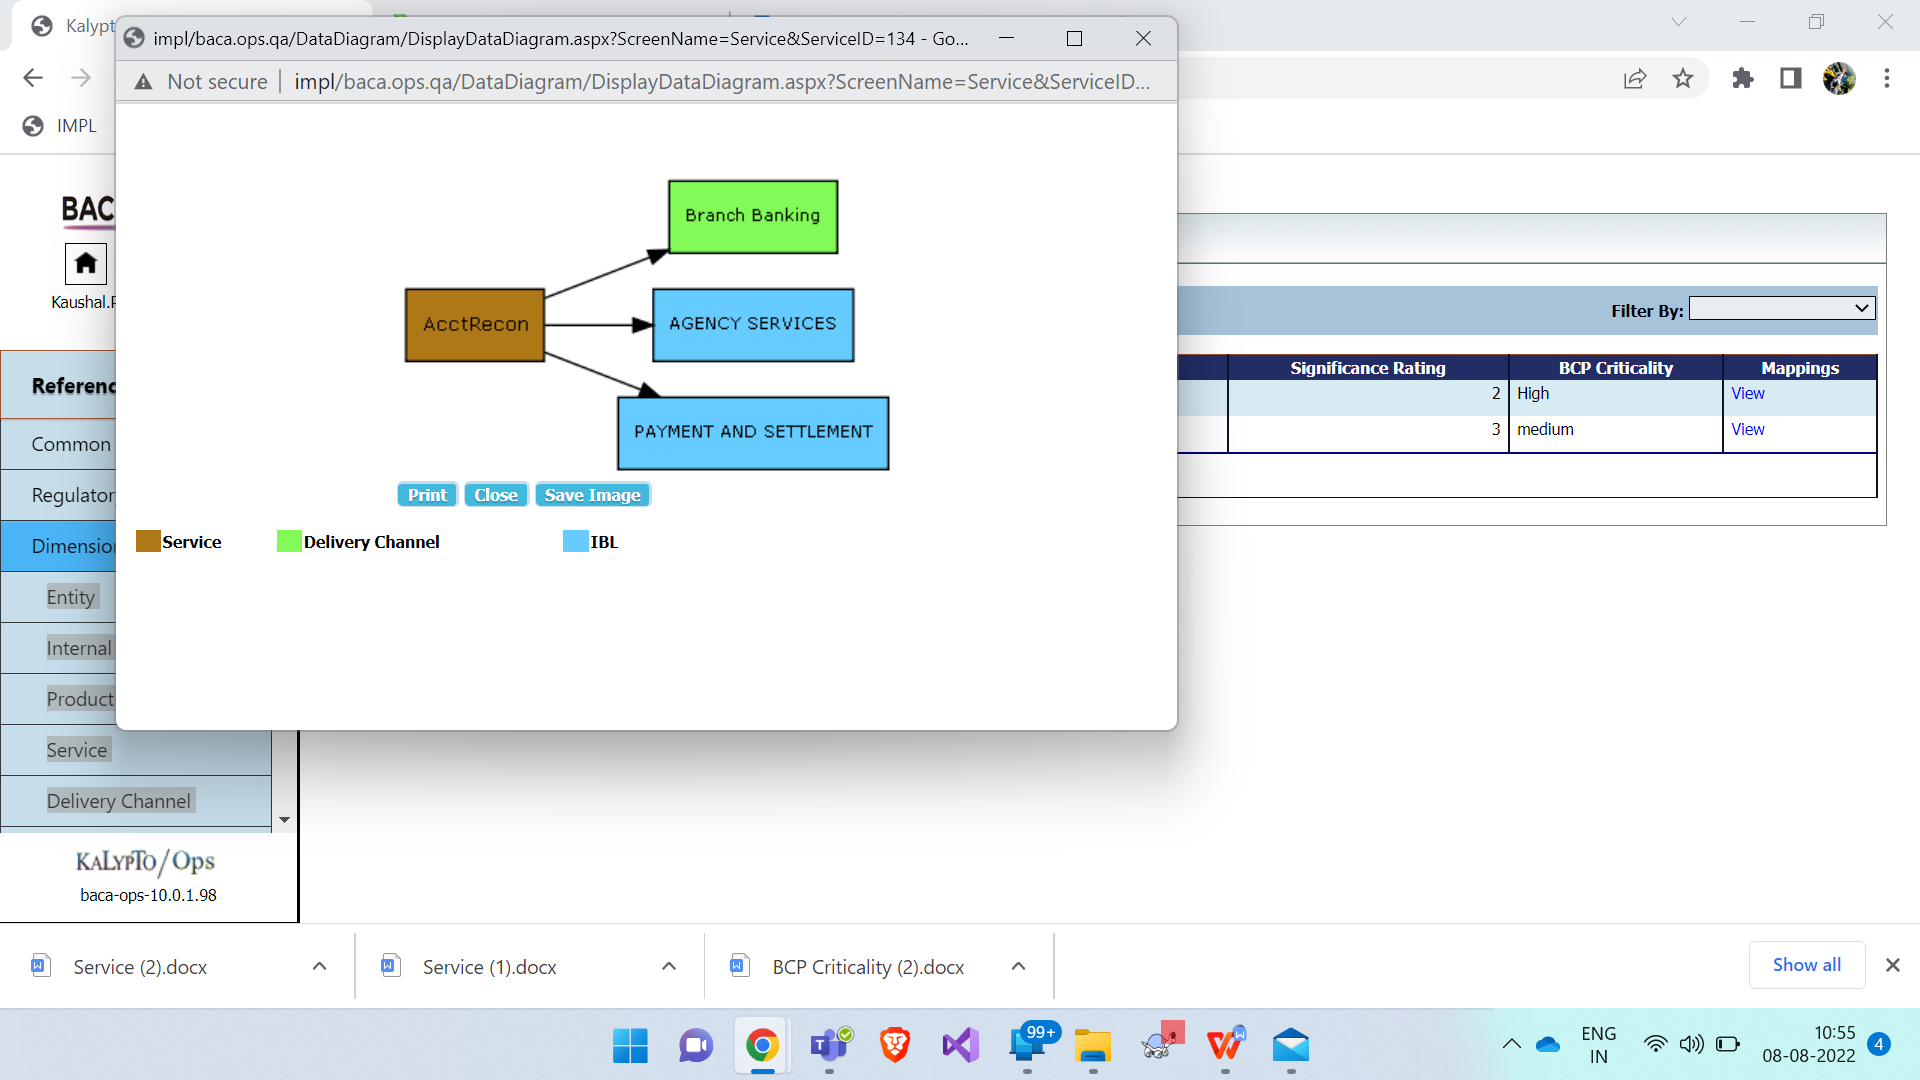 Kalypt
impl/baca.ops.qa/DataDiagram/DisplayDataDiagram.aspx?ScreenName=Service&ServiceID=134 - Go...
Not secure
impl/baca.ops.qa/DataDiagram/DisplayDataDiagram.aspx?ScreenName=Service&ServiceID...
IMPL
BAC
Kaushal.P
Branch Banking
AcctRecon
AGENCY SERVICES
PAYMENT AND SETTLEMENT
Print
Close
Save Image
Service
Delivery Channel
IBL
Filter By:
Significance Rating
BCP Criticality
Mappings
2
High
View
3
medium
View
Referenc
Common
Regulator
Dimension
Entity
Internal
Product
Service
Delivery Channel
KALYPTO/Ops
baca-ops-10.0.1.98
Service (2).docx
Service (1).docx
BCP Criticality (2).docx
Show all
99+
ENG
IN
10:55
08-08-2022
4